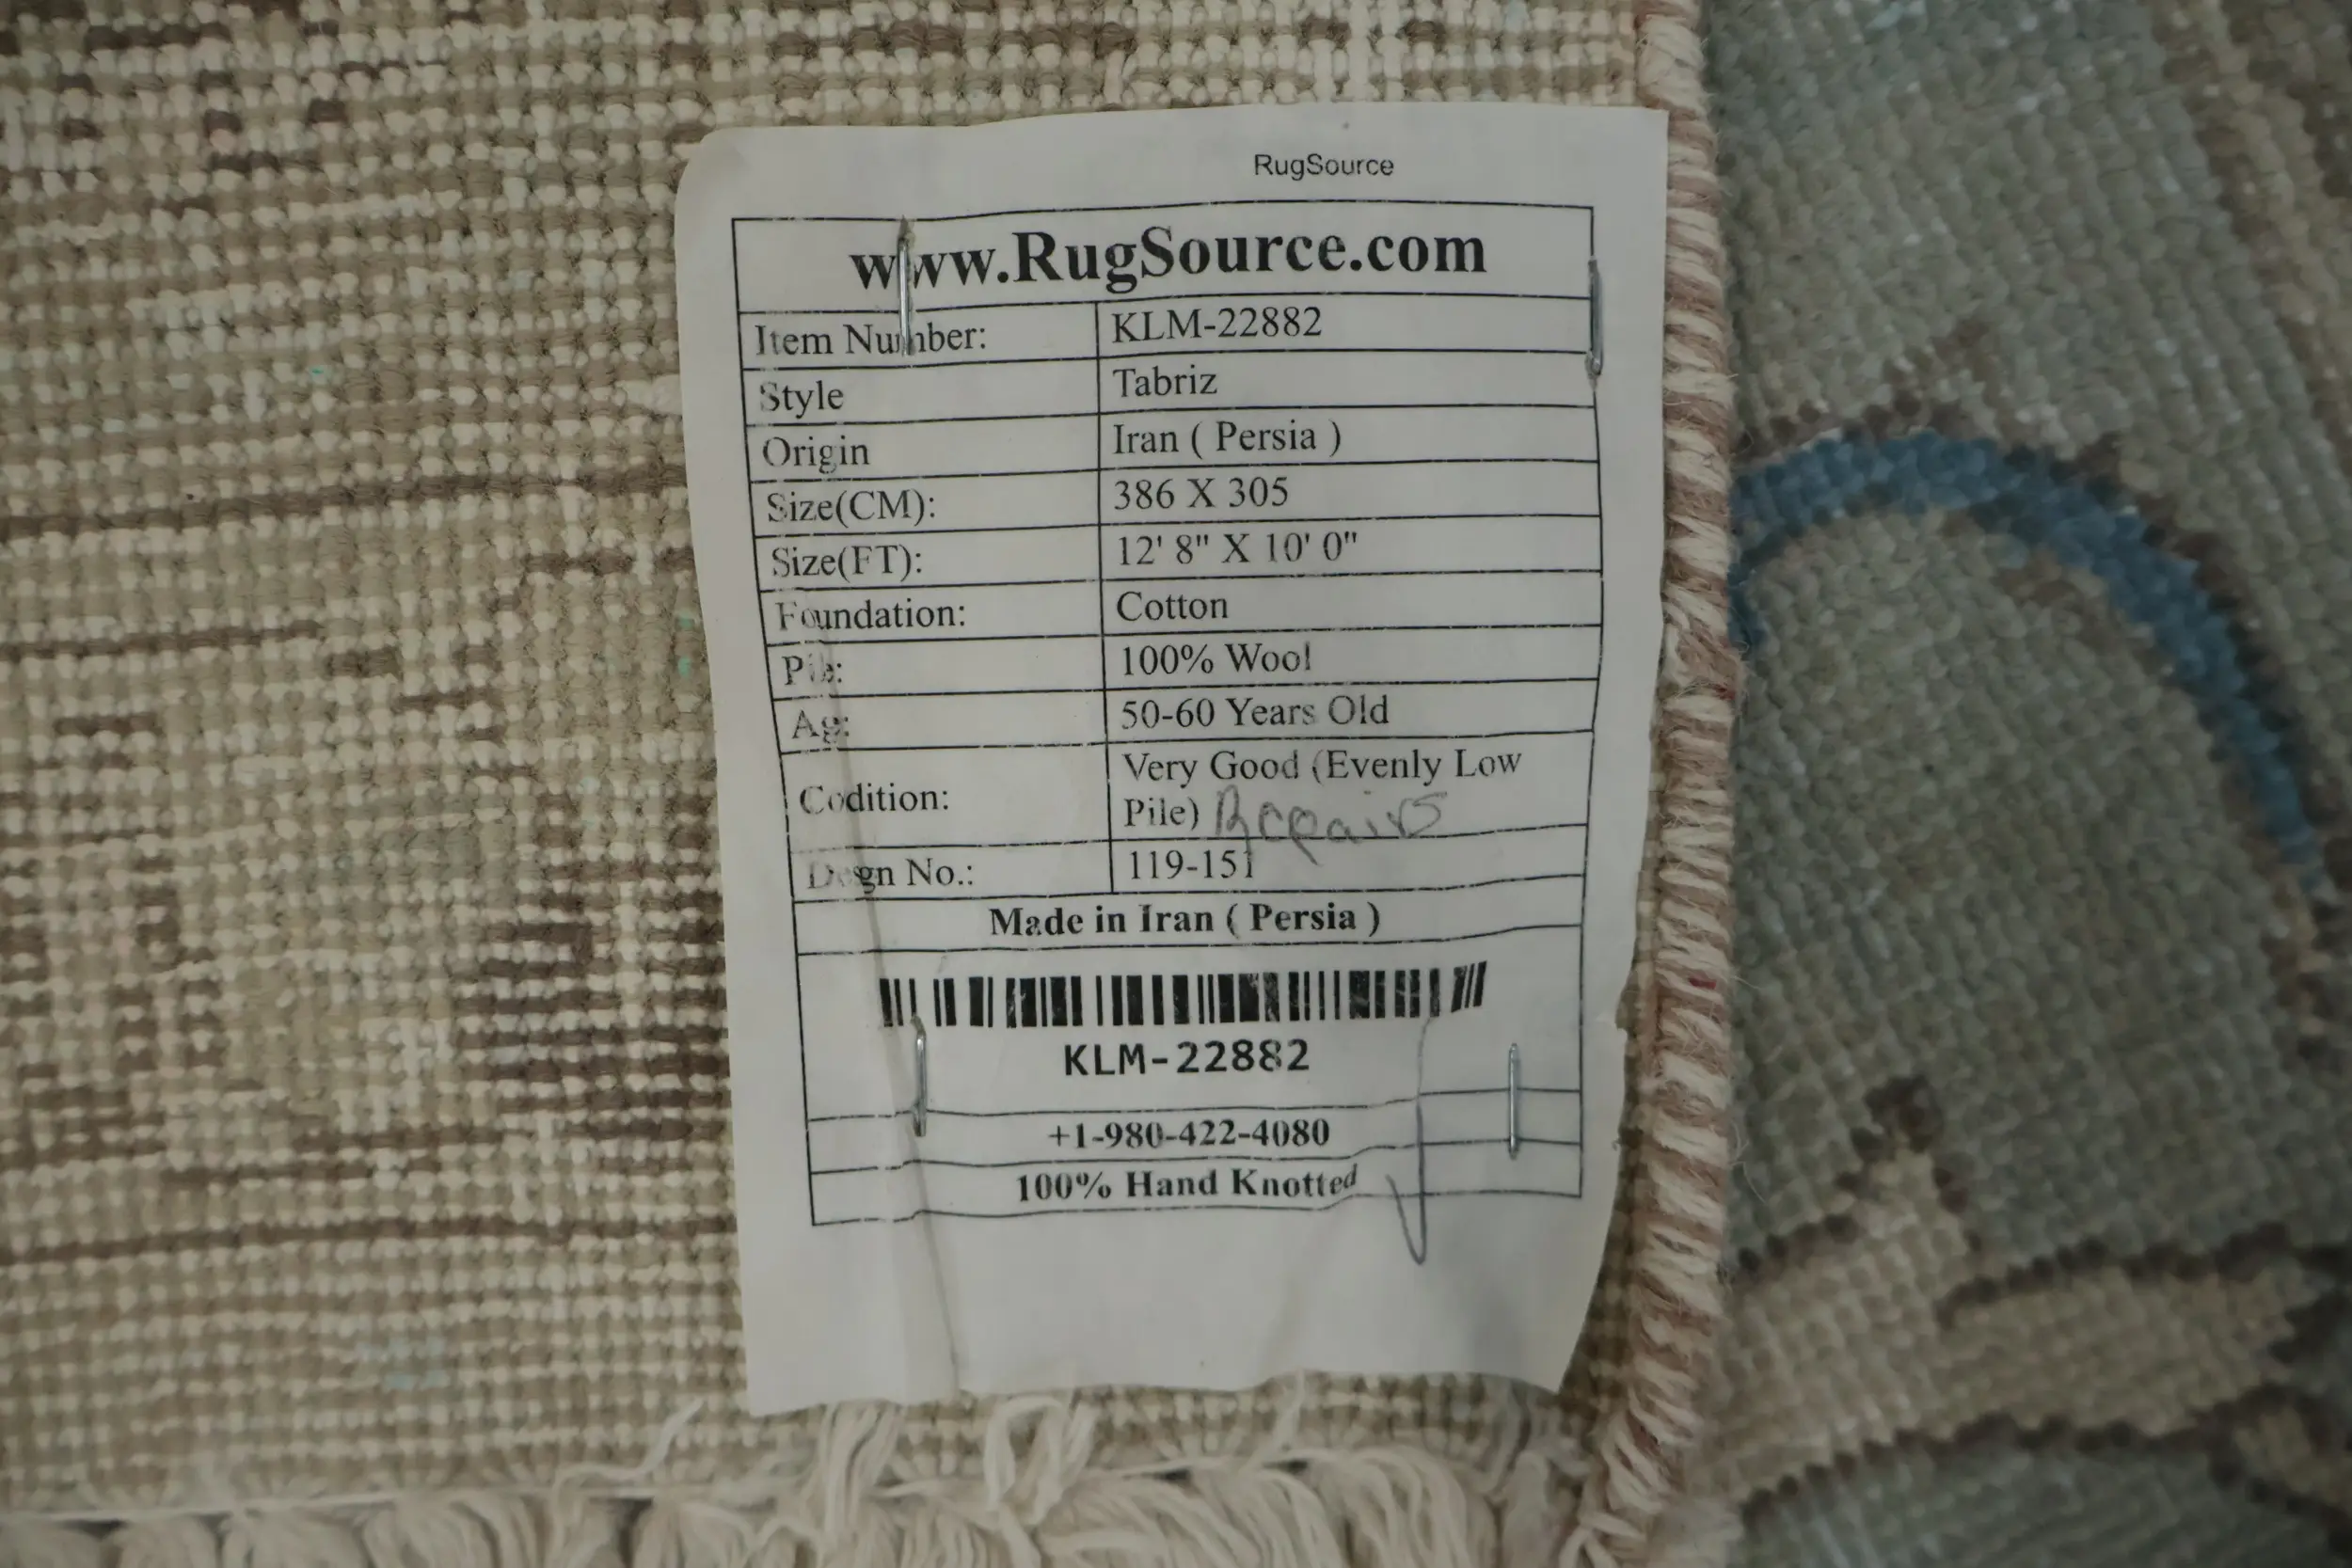 RugSource
www.RugSource.com
Item Number: KLM-22882
Style Tabriz
Origin Iran ( Persia )
Size(CM): 386 X 305
Size(FT): 12' 8" X 10' 0"
Foundation: Cotton
Pile: 100% Wool
Age: 50-60 Years Old
Codition: Very Good (Evenly Low
Pile) Repairs
Design No.: 119-151
Made in Iran ( Persia )
KLM-22882
+1-980-422-4080
100% Hand Knotted